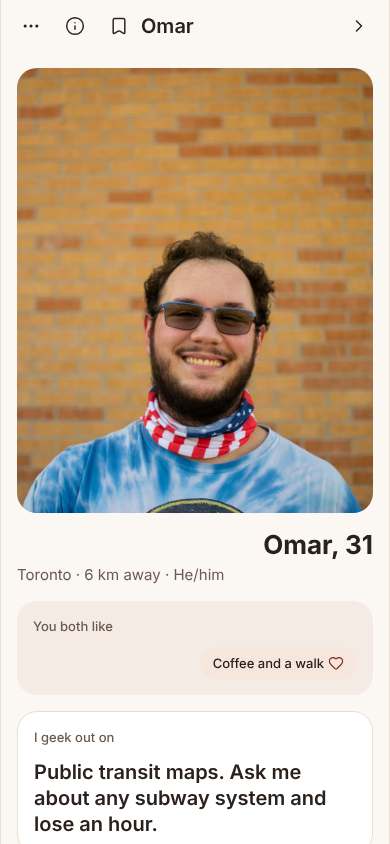 Omar
Omar, 31
Toronto · 6 km away · He/him
You both like
Coffee and a walk
I geek out on
Public transit maps. Ask me
about any subway system and
lose an hour.